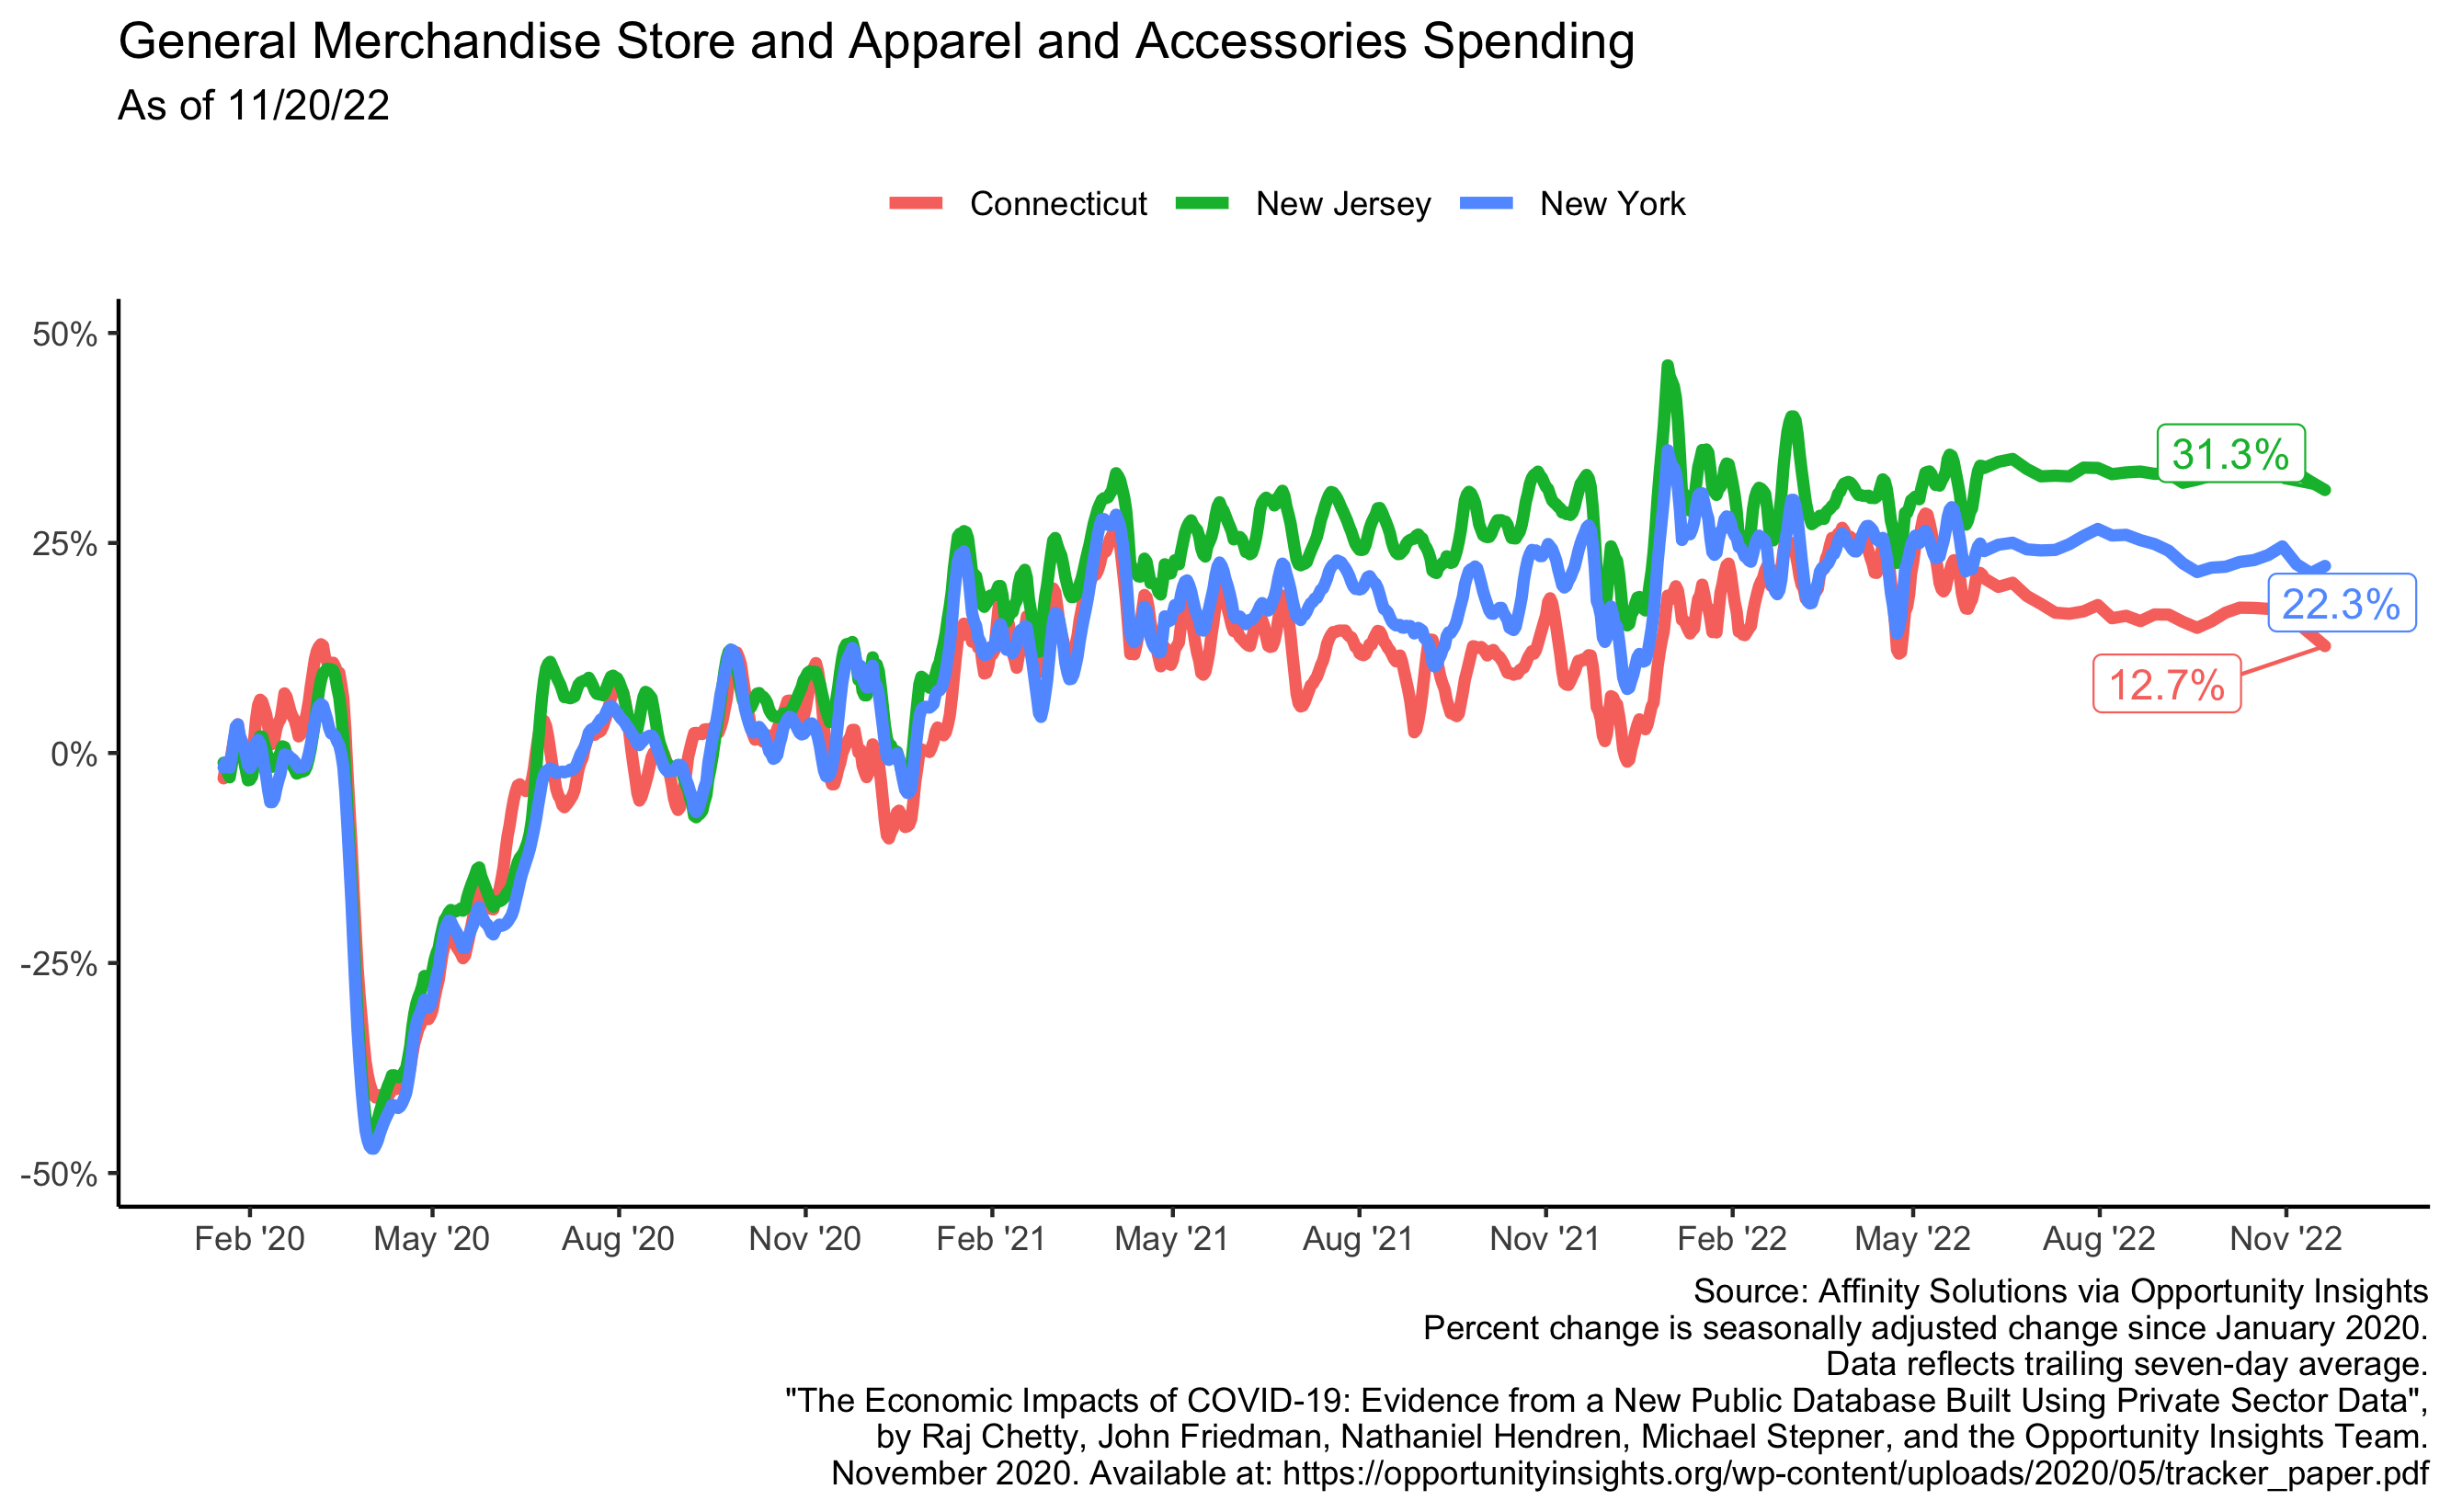 General Merchandise Store and Apparel and Accessories Spending
As of 11/20/22
Connecticut New Jersey New York
50%
25%
0%
-25%
-50%
31.3%
22.3%
12.7%
Feb '20 May '20 Aug '20 Nov '20 Feb '21 May '21 Aug '21 Nov '21 Feb '22 May '22 Aug '22 Nov '22
Source: Affinity Solutions via Opportunity Insights
Percent change is seasonally adjusted change since January 2020.
Data reflects trailing seven-day average.
"The Economic Impacts of COVID-19: Evidence from a New Public Database Built Using Private Sector Data",
by Raj Chetty, John Friedman, Nathaniel Hendren, Michael Stepner, and the Opportunity Insights Team.
November 2020. Available at: https://opportunityinsights.org/wp-content/uploads/2020/05/tracker_paper.pdf